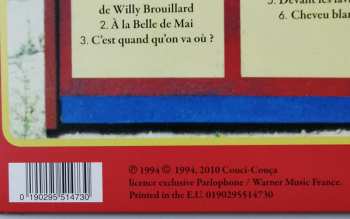 de Willy Brouillard
2. À la Belle de Mai
3. C'est quand qu'on va où ?
5. Devant les
6. Cheveu
0 190295 514730
℗ 1994 © 1994, 2010 Couci-Couça
licence exclusive Parlophone / Warner Music France.
Printed in the E.U. 0190295514730